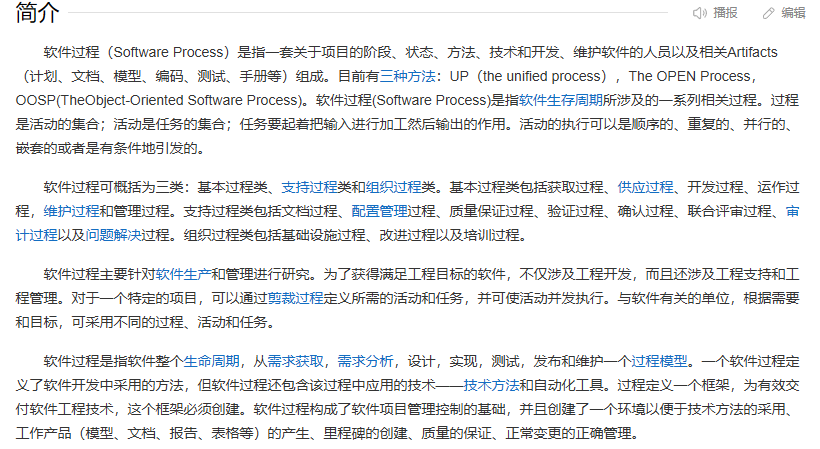 简介
播报
编辑
软件过程（Software Process）是指一套关于项目的阶段、状态、方法、技术和开发、维护软件的人员以及相关Artifacts
（计划、文档、模型、编码、测试、手册等）组成。目前有三种方法：UP（the unified process），The OPEN Process，
OOSP(TheObject-Oriented Software Process)。软件过程(Software Process)是指软件生存周期所涉及的一系列相关过程。过程
是活动的集合；活动是任务的集合；任务要起着把输入进行加工然后输出的作用。活动的执行可以是顺序的、重复的、并行的、
嵌套的或者是有条件地引发的。
软件过程可概括为三类：基本过程类、支持过程类和组织过程类。基本过程类包括获取过程、供应过程、开发过程、运作过
程，维护过程和管理过程。支持过程类包括文档过程、配置管理过程、质量保证过程、验证过程、确认过程、联合评审过程、审
计过程以及问题解决过程。组织过程类包括基础设施过程、改进过程以及培训过程。
软件过程主要针对软件生产和管理进行研究。为了获得满足工程目标的软件，不仅涉及工程开发，而且还涉及工程支持和工
程管理。对于一个特定的项目，可以通过剪裁过程定义所需的活动和任务，并可使活动并发执行。与软件有关的单位，根据需要
和目标，可采用不同的过程、活动和任务。
软件过程是指软件整个生命周期，从需求获取，需求分析，设计，实现，测试，发布和维护一个过程模型。一个软件过程定
义了软件开发中采用的方法，但软件过程还包含该过程中应用的技术——技术方法和自动化工具。过程定义一个框架，为有效交
付软件工程技术，这个框架必须创建。软件过程构成了软件项目管理控制的基础，并且创建了一个环境以便于技术方法的采用、
工作产品（模型、文档、报告、表格等）的产生、里程碑的创建、质量的保证、正常变更的正确管理。